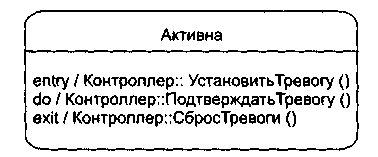 Активна
entry / Контроллер:: УстановитьТревогу ()
do / Контроллер::ПодтверждатьТревогу ()
exit / Контроллер::СбросТревоги ()